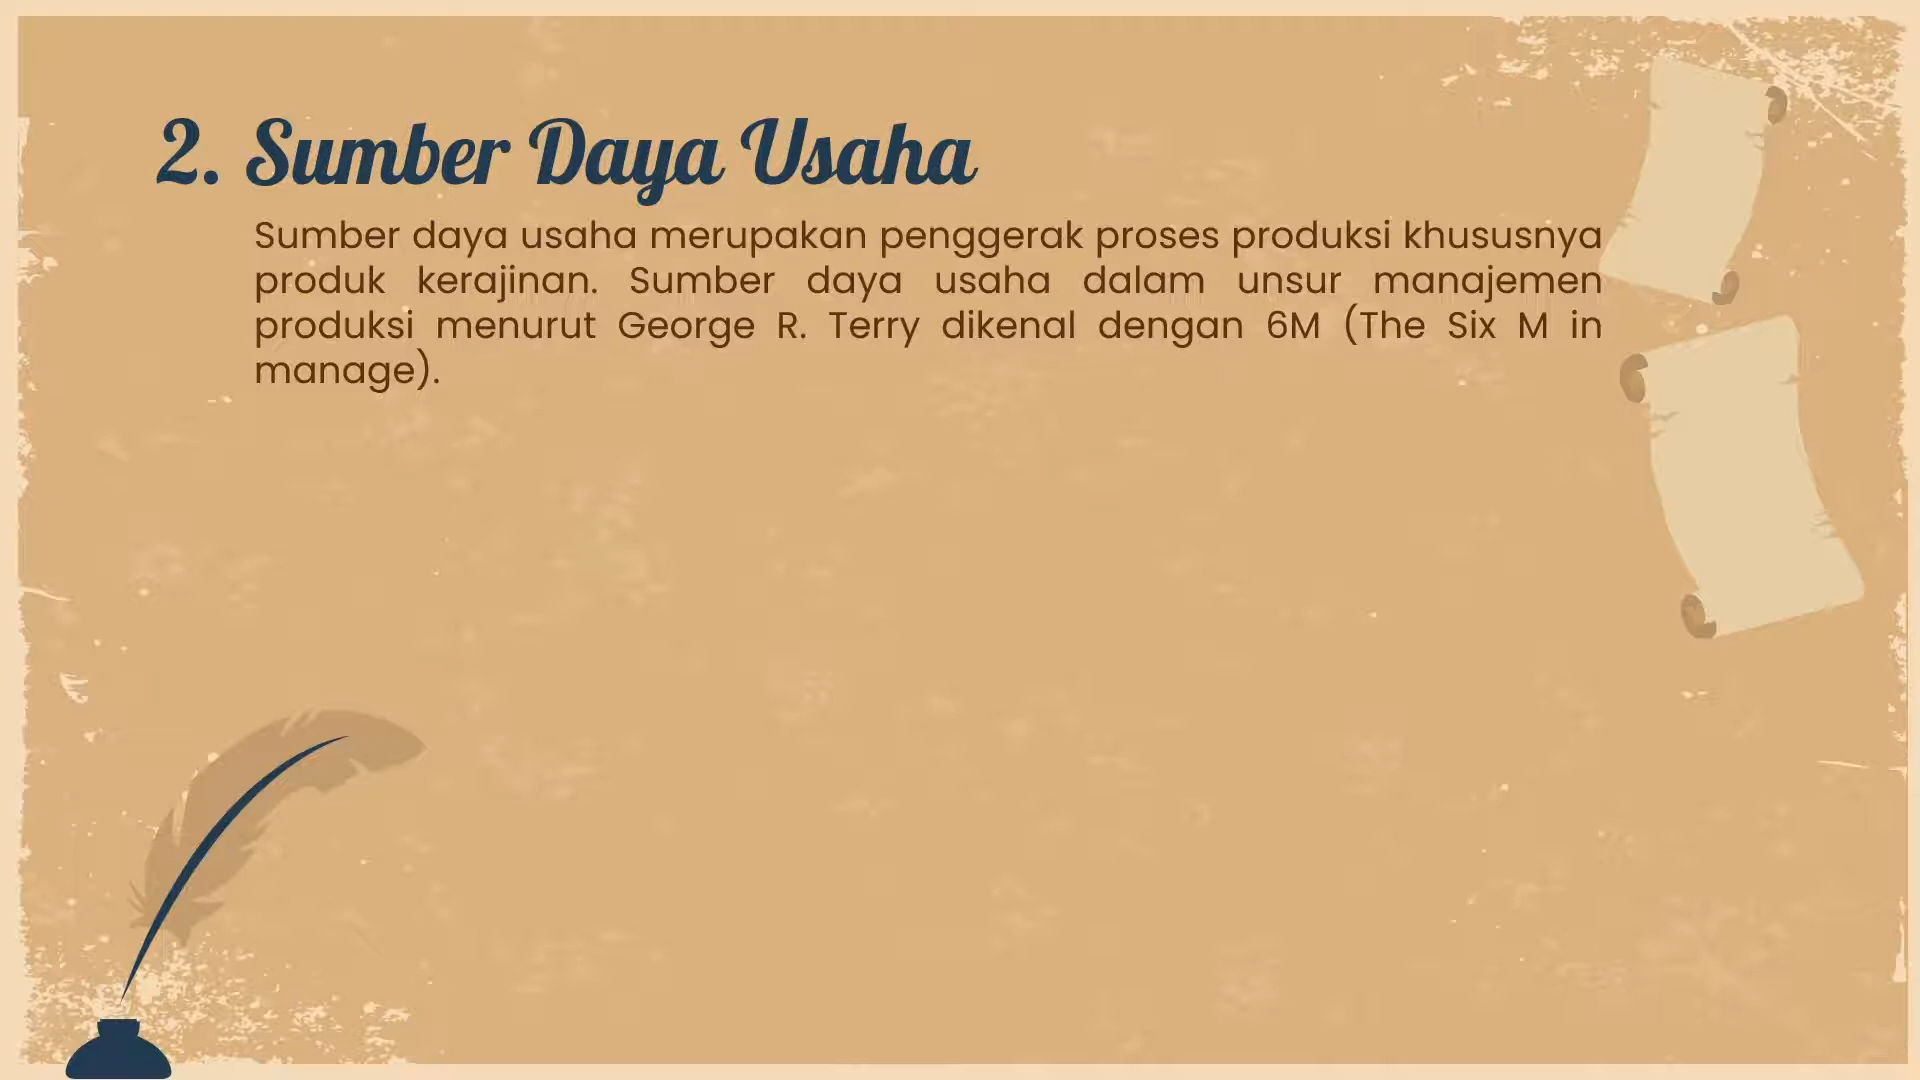 2. Sumber Daya Usaha
Sumber daya usaha merupakan penggerak proses produksi khususnya
produk kerajinan. Sumber daya usaha dalam unsur manajemen
produksi menurut George R. Terry dikenal dengan 6M (The Six M in
manage).